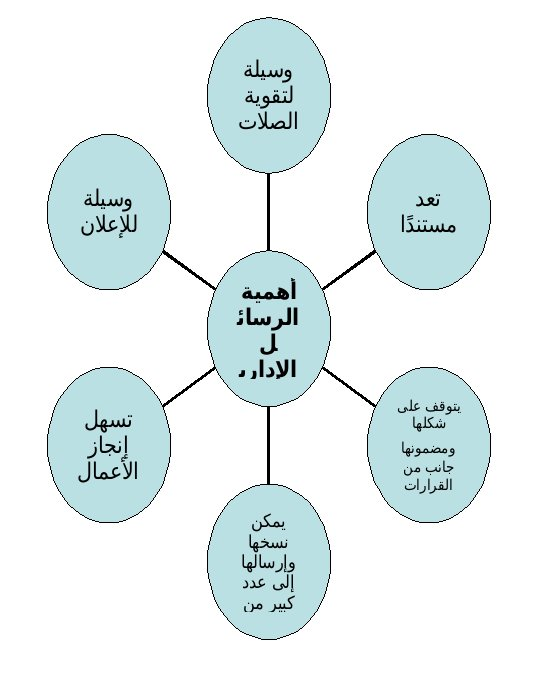 وسيلة
لتقوية
الصلات
تعد
مستندًا
وسيلة
للإعلان
أهمية
الرسائ
ل
الإداري
يتوقف على
شكلها
ومضمونها
جانب من
القرارات
تسهل
إنجاز
الأعمال
يمكن
نسخها
وإرسالها
إلى عدد
كبير من